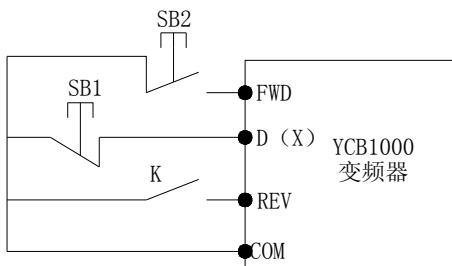 SB2
SB1
FWD
D（X）
YCB1000
变频器
K
REV
COM